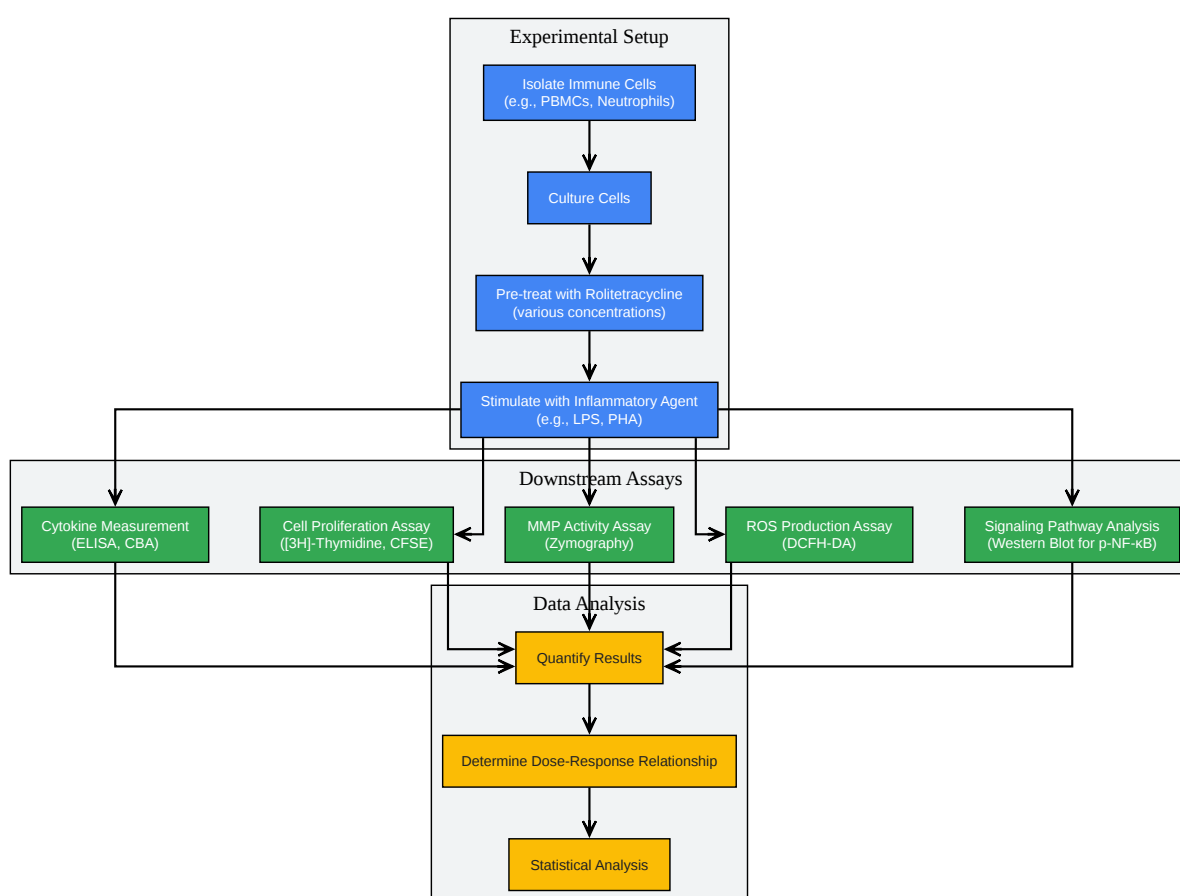 Experimental Setup
Isolate Immune Cells
(e.g., PBMCs, Neutrophils)
Culture Cells
Pre-treat with Rolitetracycline
(various concentrations)
Stimulate with Inflammatory Agent
(e.g., LPS, PHA)
Downstream Assays
Cytokine Measurement
(ELISA, CBA)
Cell Proliferation Assay
([3H]-Thymidine, CFSE)
MMP Activity Assay
(Zymography)
ROS Production Assay
(DCFH-DA)
Signaling Pathway Analysis
(Western Blot for p-NF-κB)
Data Analysis
Quantify Results
Determine Dose-Response Relationship
Statistical Analysis